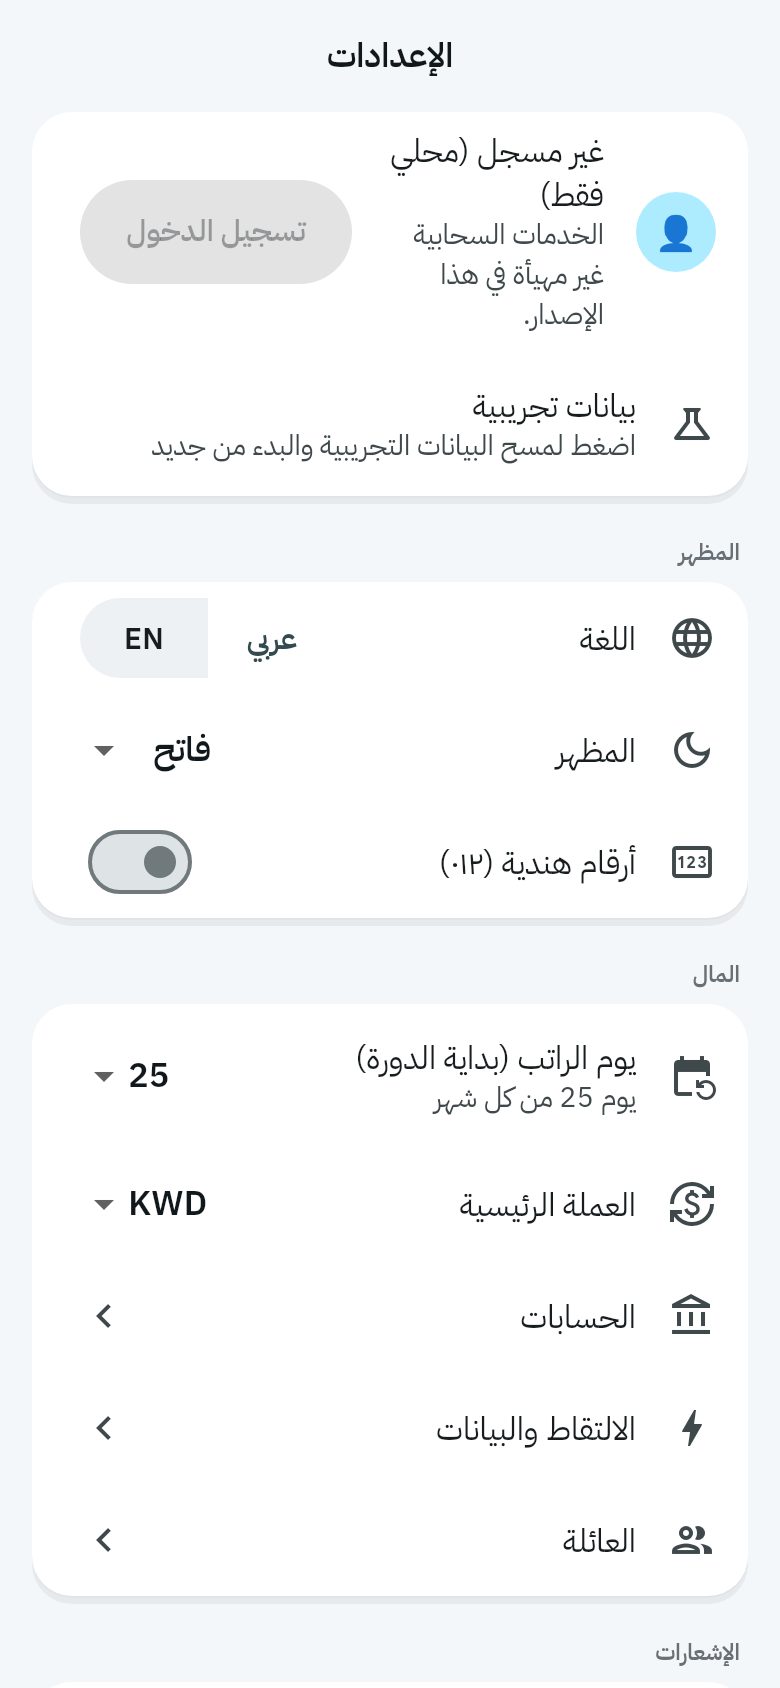 الإعدادات
غير مسجل (محلي
فقط)
الخدمات السحابية
غير مهيأة في هذا
الإصدار.
تسجيل الدخول
بيانات تجريبية
اضغط لمسح البيانات التجريبية والبدء من جديد
المظهر
اللغة
عربي
EN
المظهر
فاتح
123
أرقام هندية (٠١٢)
المال
يوم الراتب (بداية الدورة)
يوم 25 من كل شهر
25
العملة الرئيسية
KWD
الحسابات
الالتقاط والبيانات
العائلة
الإشعارات